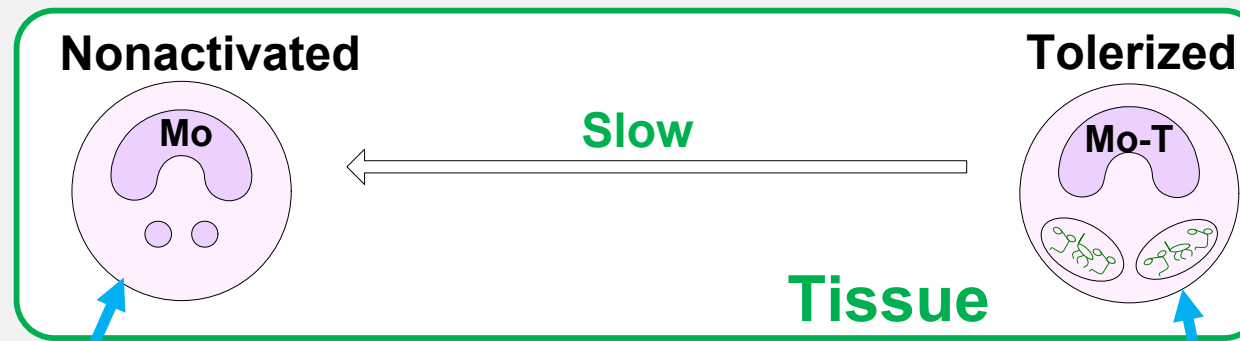 Nonactivated
Tolerized
Mo
Mo-T
Slow
Tissue